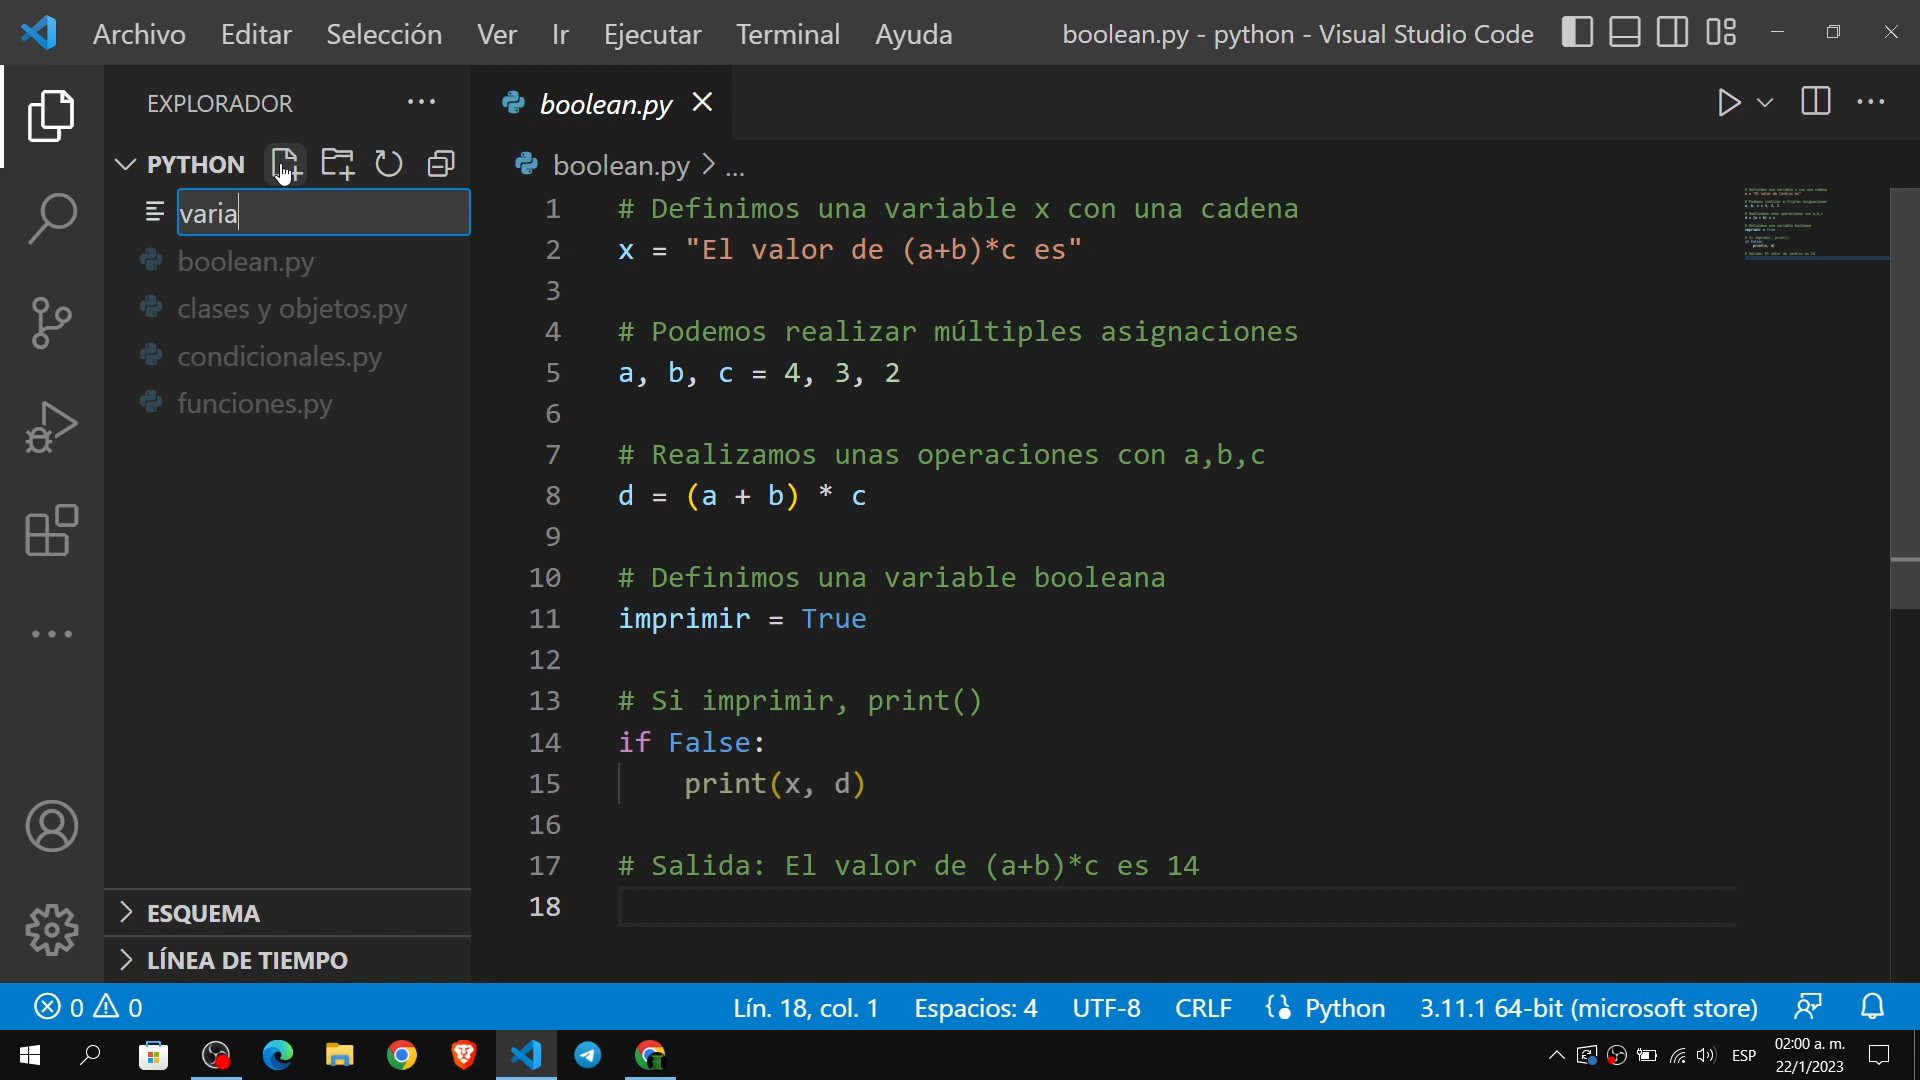 Archivo Editar Selección Ver Ir Ejecutar Terminal Ayuda boolean.py - python - Visual Studio Code
EXPLORADOR
boolean.py
PYTHON
boolean.py > ...
varia
boolean.py
clases y objetos.py
condicionales.py
funciones.py
ESQUEMA
LÍNEA DE TIEMPO
1 # Definimos una variable x con una cadena
2 x = "El valor de (a+b)*c es"
3
4 # Podemos realizar múltiples asignaciones
5 a, b, c = 4, 3, 2
6
7 # Realizamos unas operaciones con a,b,c
8 d = (a + b) * c
9
10 # Definimos una variable booleana
11 imprimir = True
12
13 # Si imprimir, print()
14 if False:
15 print(x, d)
16
17 # Salida: El valor de (a+b)*c es 14
18
0 0 Lín. 18, col. 1 Espacios: 4 UTF-8 CRLF Python 3.11.1 64-bit (microsoft store)
ESP 02:00 a. m.
22/1/2023